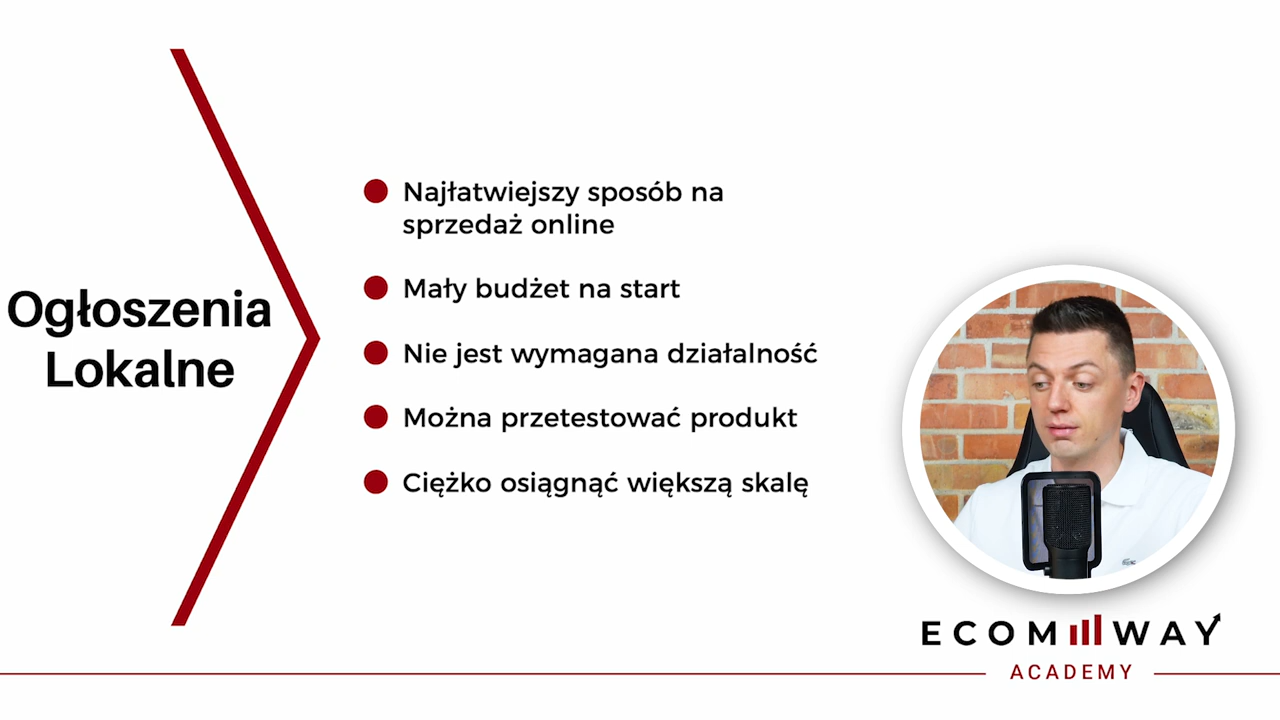 Ogłoszenia
Lokalne
Najłatwiejszy sposób na
sprzedaż online
Mały budżet na start
Nie jest wymagana działalność
Można przetestować produkt
Ciężko osiągnąć większą skalę
ECOM WAY
ACADEMY